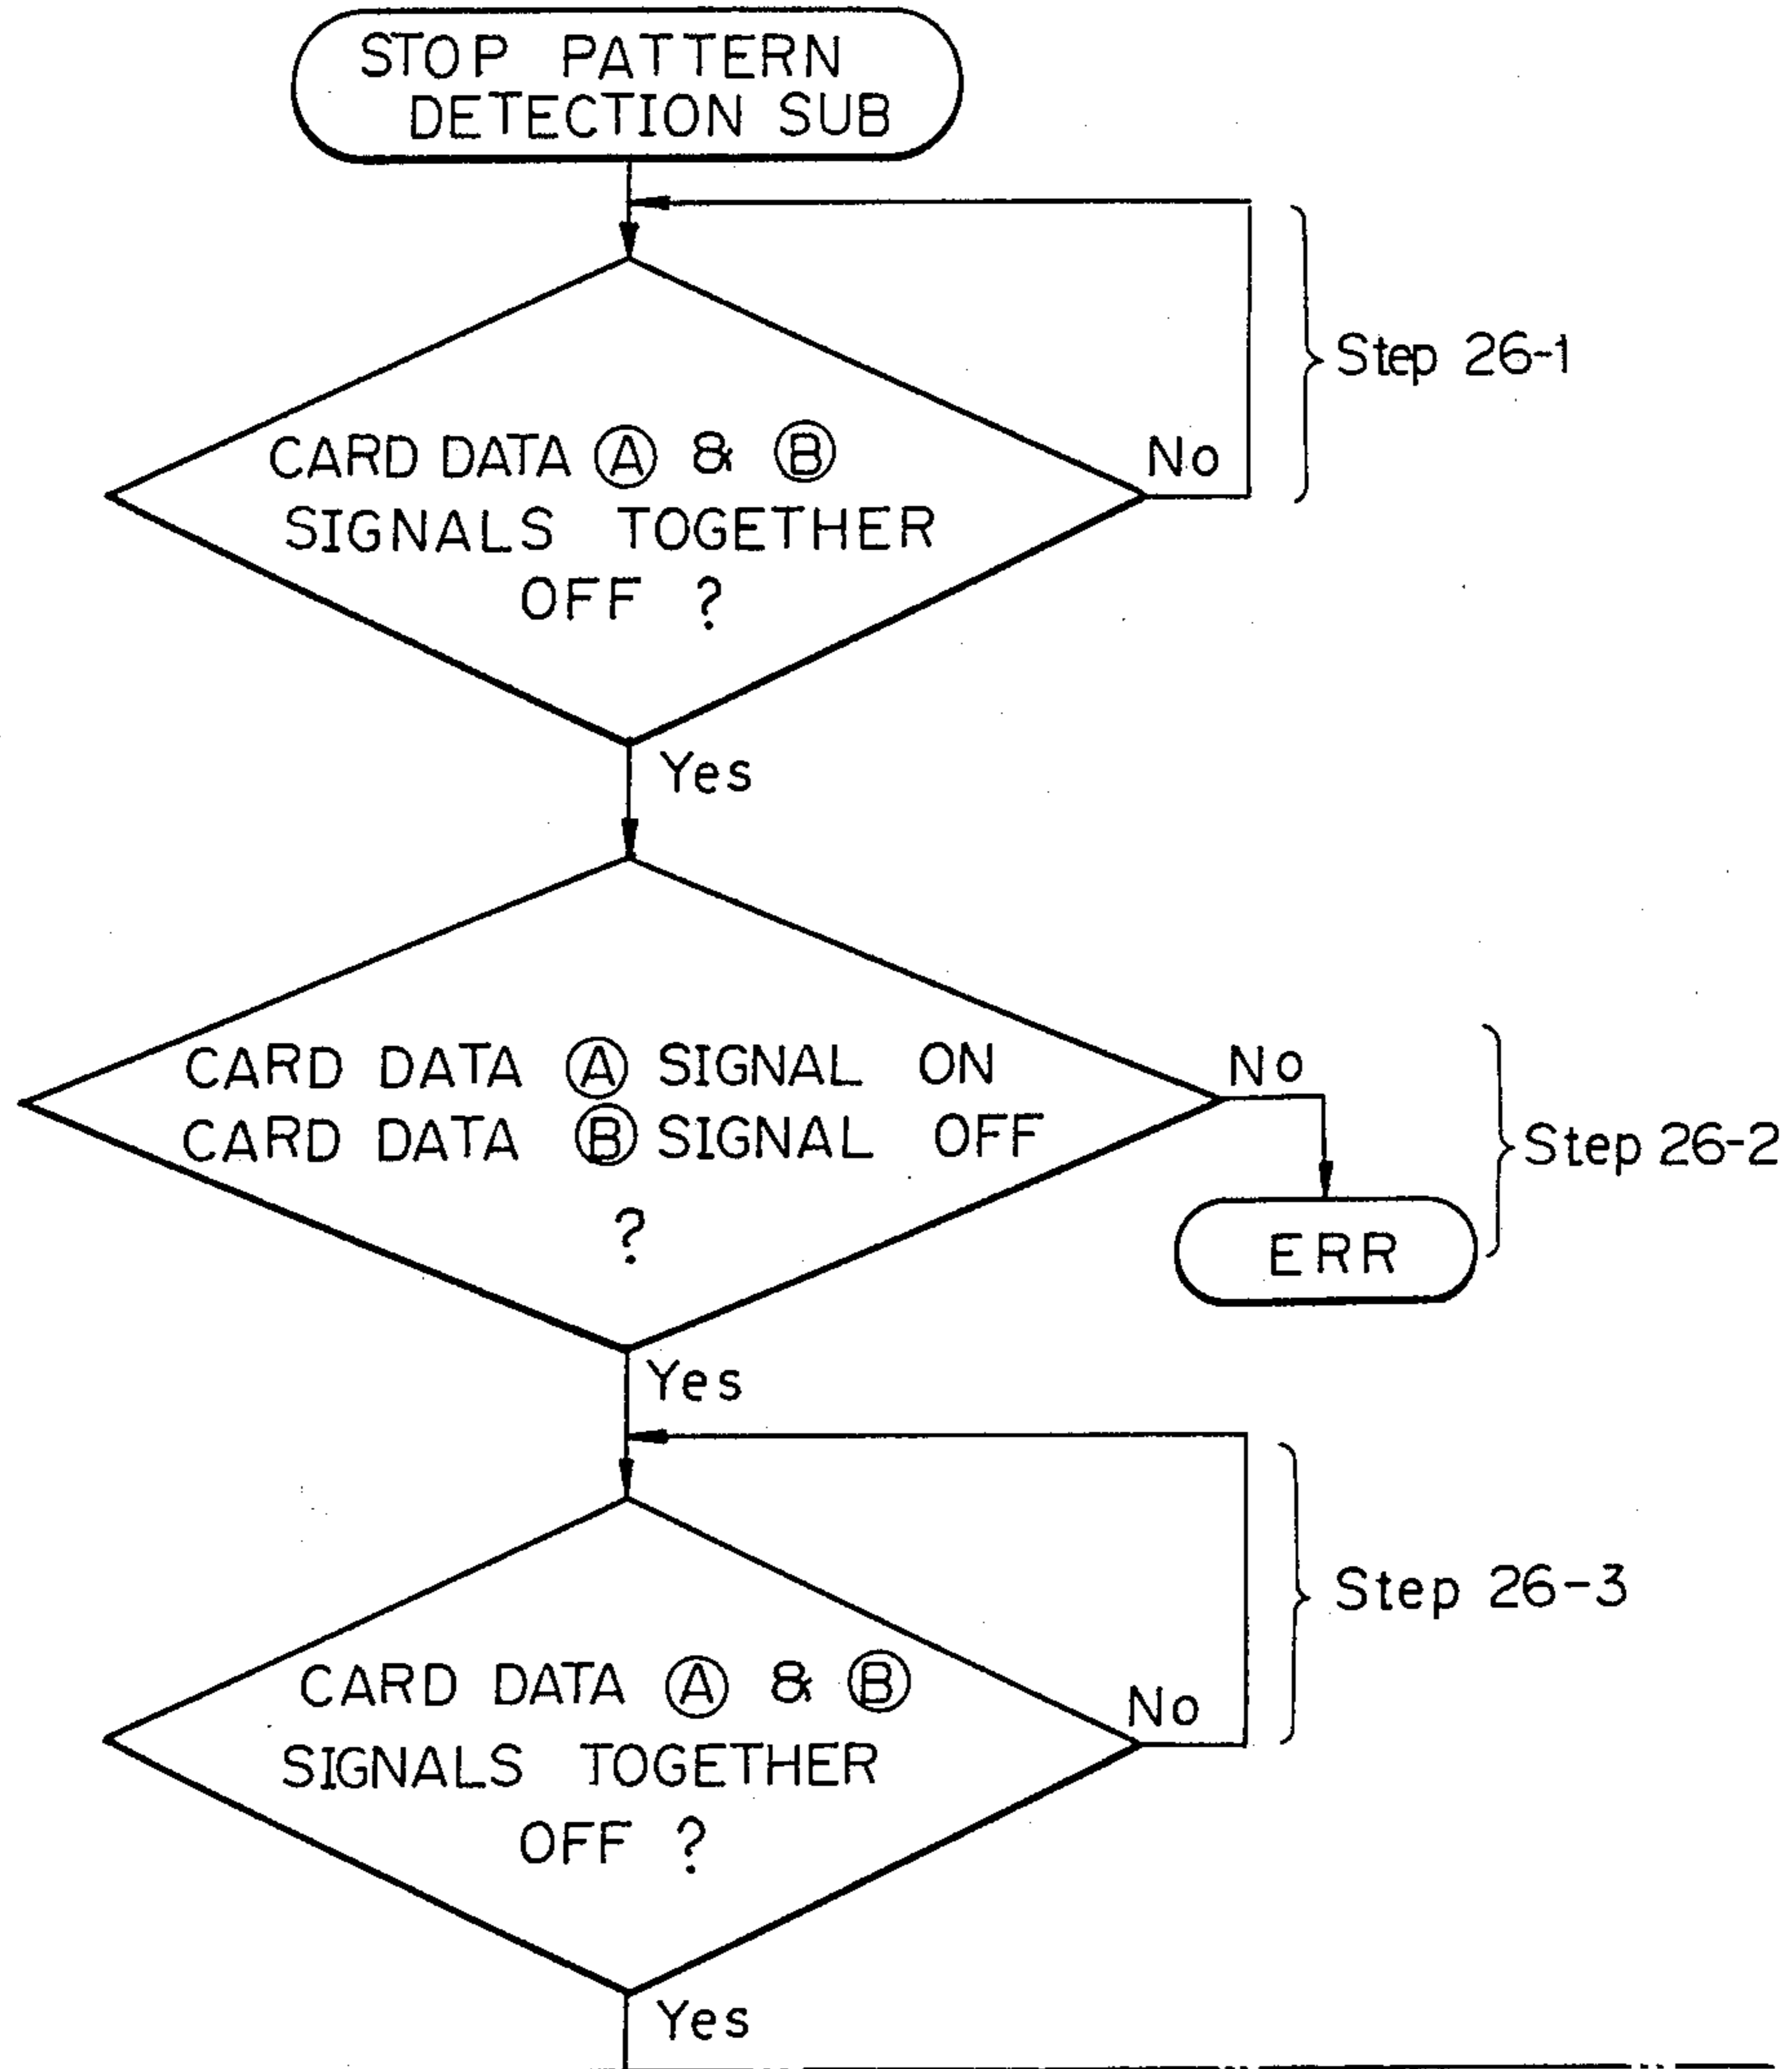 STOP PATTERN
DETECTION SUB
Step 26-1
CARD DATA Ⓐ & Ⓑ
SIGNALS TOGETHER
OFF ?
No
Yes
CARD DATA Ⓐ SIGNAL ON
CARD DATA Ⓑ SIGNAL OFF
?
No
Step 26-2
ERR
Yes
Step 26-3
CARD DATA Ⓐ & Ⓑ
SIGNALS TOGETHER
OFF ?
No
Yes